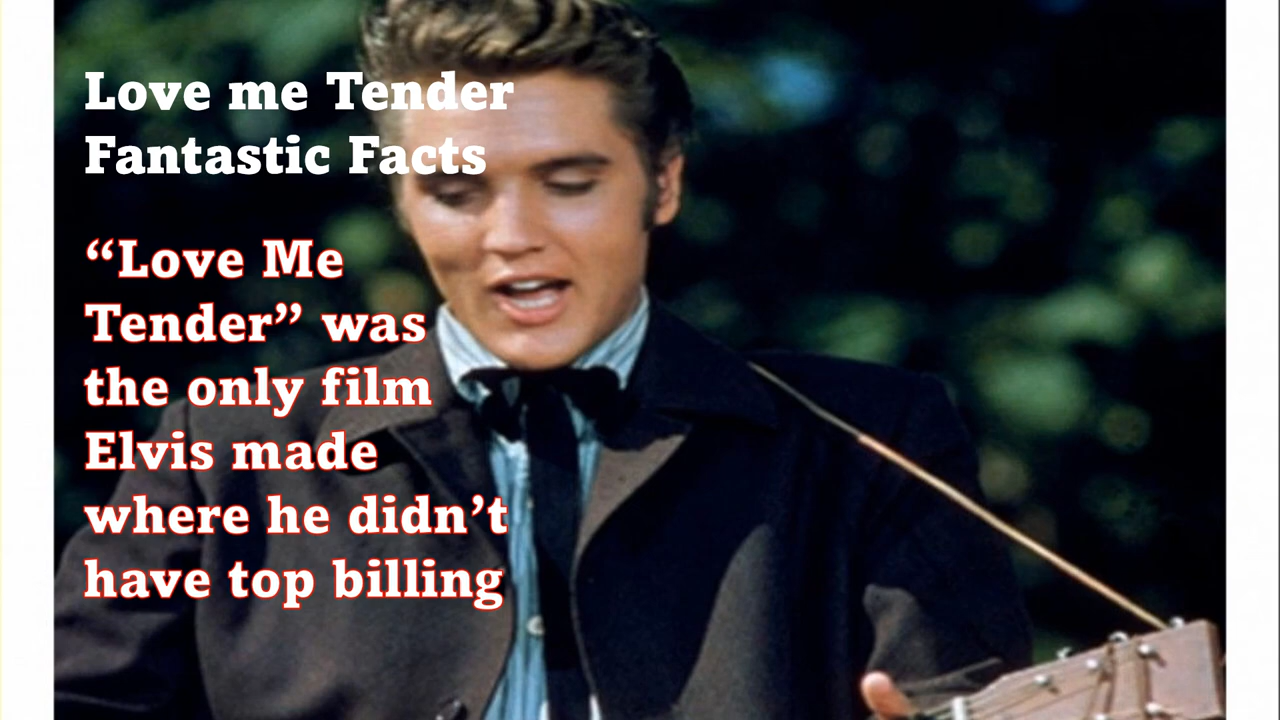 Love me Tender
Fantastic Facts
“Love Me
Tender” was
the only film
Elvis made
where he didn’t
have top billing